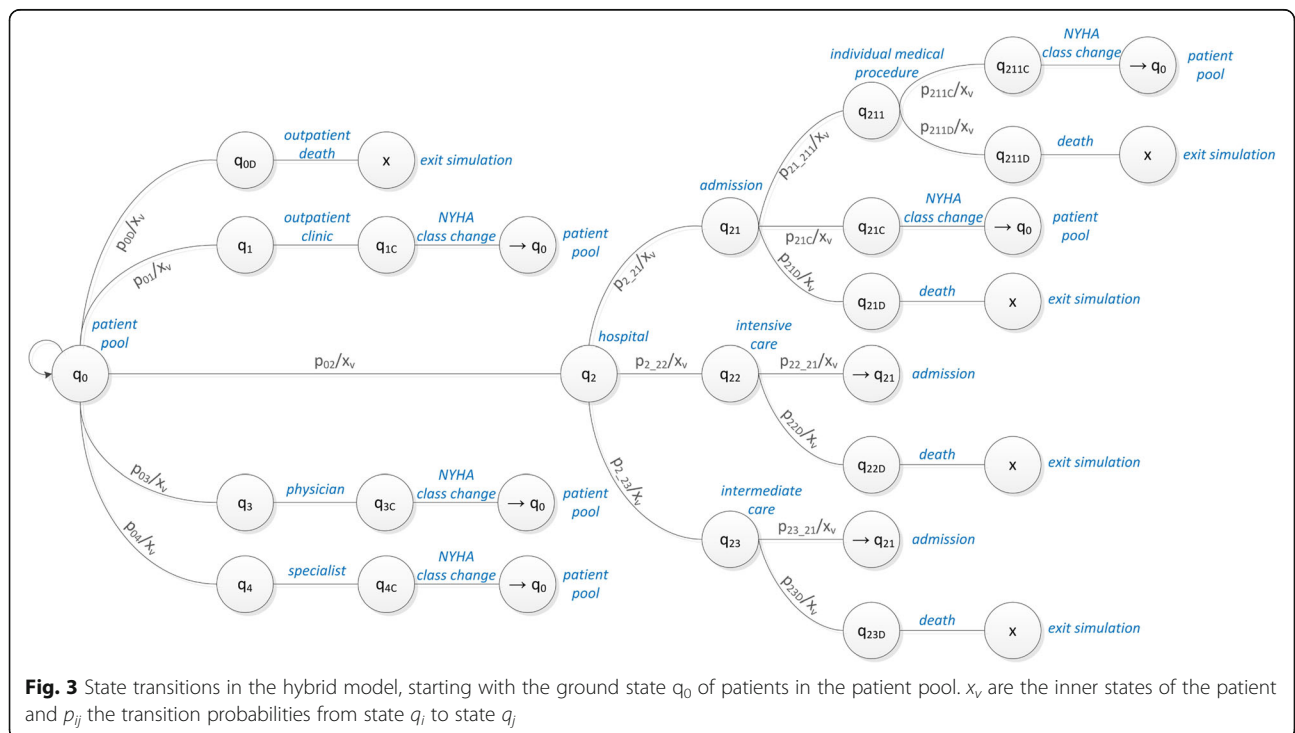 individual medical
procedure
q211C
NYHA
class change
→ q0
patient
pool
q211
p211C/xv
p211D/xv
q211D
death
x
exit simulation
p21_211/xv
outpatient
death
q0D
x
exit simulation
p0D/xv
admission
q21
p21C/xv
q21C
NYHA
class change
→ q0
patient
pool
outpatient
clinic
q1
q1C
NYHA
class change
→ q0
patient
pool
p01/xv
p2_21/xv
p21D/xv
q21D
death
x
exit simulation
patient
pool
q0
p02/xv
hospital
q2
p2_22/xv
intensive
care
q22
p22_21/xv
→ q21
admission
p22D/xv
q22D
death
x
exit simulation
p03/xv
q3
physician
q3C
NYHA
class change
→ q0
patient
pool
p2_23/xv
intermediate
care
q23
p23_21/xv
→ q21
admission
p04/xv
q4
specialist
q4C
NYHA
class change
→ q0
patient
pool
p23D/xv
q23D
death
x
exit simulation
Fig. 3 State transitions in the hybrid model, starting with the ground state q0 of patients in the patient pool. xv are the inner states of the patient
and pij the transition probabilities from state qi to state qj